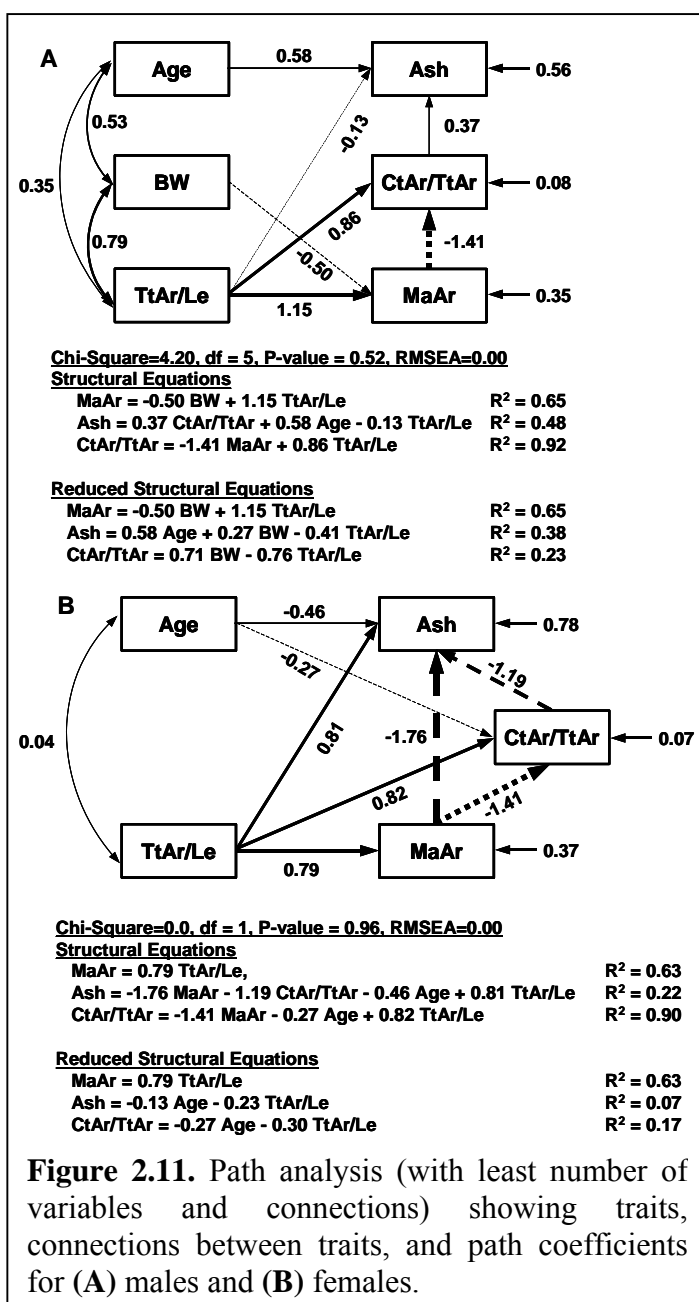 A
Age
0.58
Ash
0.56
0.53
-0.13
0.37
0.35
BW
CtAr/TtAr
0.08
0.79
0.86
-0.50
-1.41
TtAr/Le
1.15
MaAr
0.35
Chi-Square=4.20, df = 5, P-value = 0.52, RMSEA=0.00
Structural Equations
MaAr = -0.50 BW + 1.15 TtAr/Le R² = 0.65
Ash = 0.37 CtAr/TtAr + 0.58 Age - 0.13 TtAr/Le R² = 0.48
CtAr/TtAr = -1.41 MaAr + 0.86 TtAr/Le R² = 0.92
Reduced Structural Equations
MaAr = -0.50 BW + 1.15 TtAr/Le R² = 0.65
Ash = 0.58 Age + 0.27 BW - 0.41 TtAr/Le R² = 0.38
CtAr/TtAr = 0.71 BW - 0.76 TtAr/Le R² = 0.23
B
Age
-0.46
Ash
0.78
-0.27
-1.19
0.04
0.81
-1.76
CtAr/TtAr
0.07
0.82
-1.41
TtAr/Le
0.79
MaAr
0.37
Chi-Square=0.0, df = 1, P-value = 0.96, RMSEA=0.00
Structural Equations
MaAr = 0.79 TtAr/Le, R² = 0.63
Ash = -1.76 MaAr - 1.19 CtAr/TtAr - 0.46 Age + 0.81 TtAr/Le R² = 0.22
CtAr/TtAr = -1.41 MaAr - 0.27 Age + 0.82 TtAr/Le R² = 0.90
Reduced Structural Equations
MaAr = 0.79 TtAr/Le R² = 0.63
Ash = -0.13 Age - 0.23 TtAr/Le R² = 0.07
CtAr/TtAr = -0.27 Age - 0.30 TtAr/Le R² = 0.17
Figure 2.11. Path analysis (with least number of
variables and connections) showing traits,
connections between traits, and path coefficients
for (A) males and (B) females.